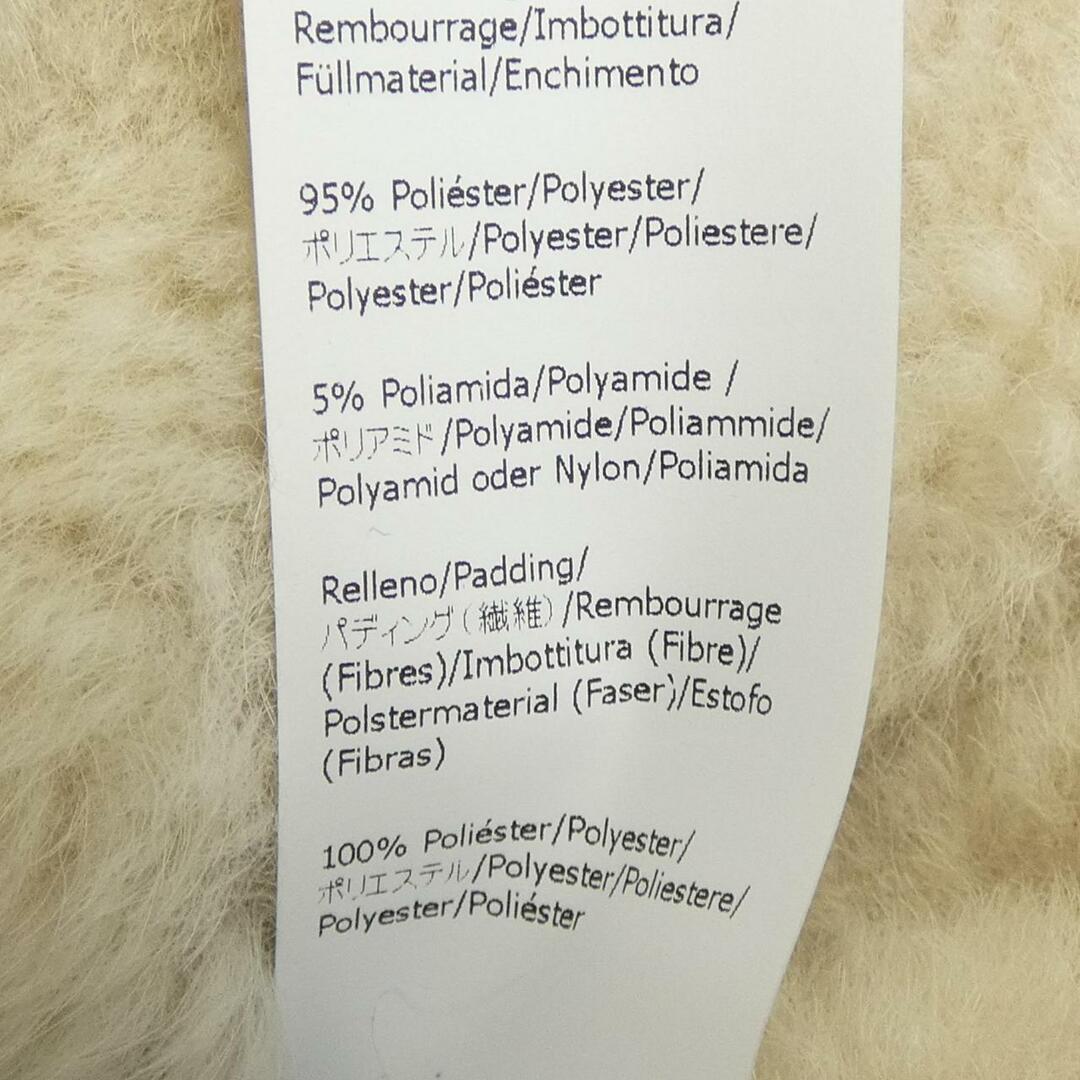 Rembourrage/Imbottitura/
Füllmaterial/Enchimento
95% Poliéster/Polyester/
ポリエステル/Polyester/Poliestere/
Polyester/Poliéster
5% Poliamida/Polyamide /
ポリアミド/Polyamide/Poliammide/
Polyamid oder Nylon/Poliamida
Relleno/Padding/
パディング(繊維)/Rembourrage
(Fibres)/Imbottitura (Fibre)/
Polstermaterial (Faser)/Estofo
(Fibras)
100% Poliéster/Polyester/
ポリエステル/Polyester/Poliestere/
Polyester/Poliéster